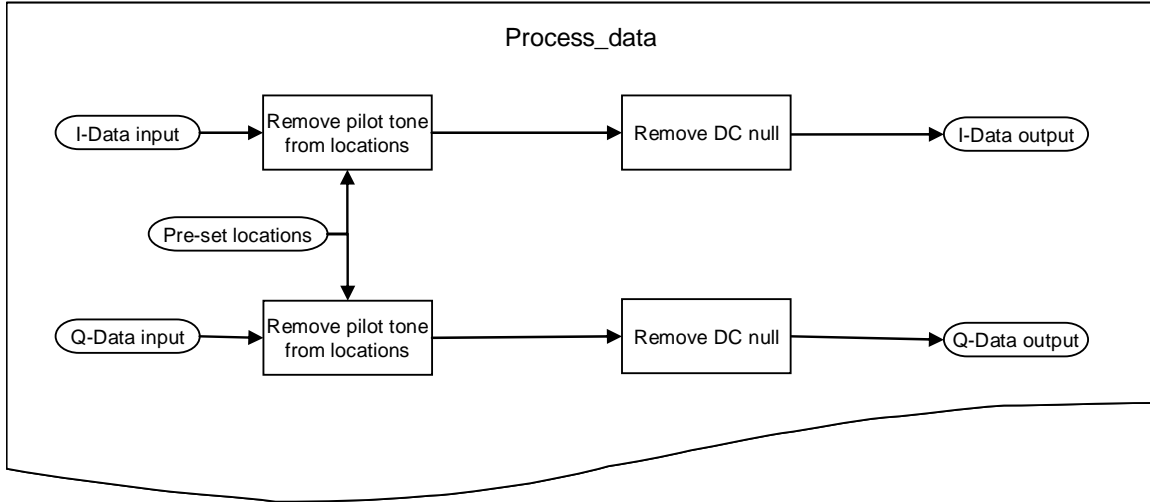 Process_data
I-Data input
Remove pilot tone
from locations
Remove DC null
I-Data output
Pre-set locations
Q-Data input
Remove pilot tone
from locations
Remove DC null
Q-Data output